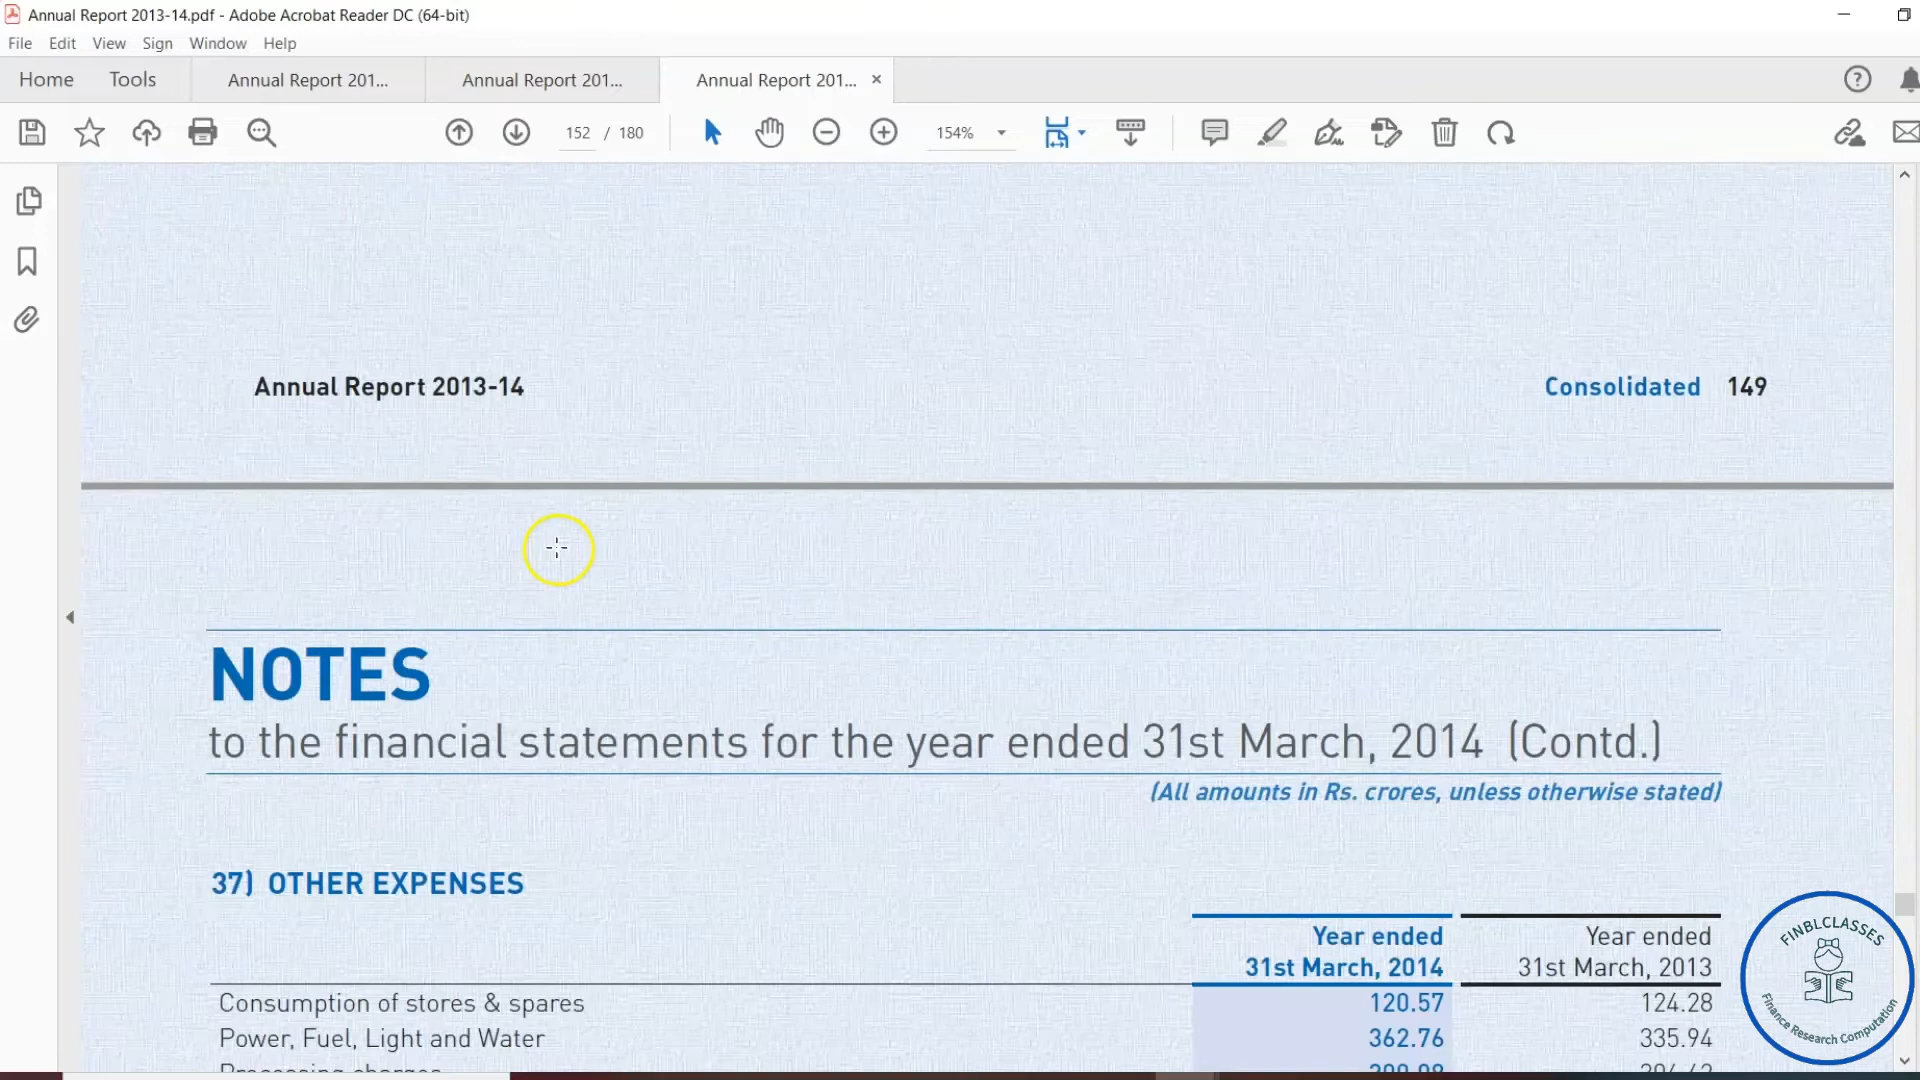 Annual Report 2013-14.pdf - Adobe Acrobat Reader DC (64-bit)
File Edit View Sign Window Help
Home Tools Annual Report 201... Annual Report 201... Annual Report 201... ×
152 / 180 154%
Annual Report 2013-14 Consolidated 149
NOTES
to the financial statements for the year ended 31st March, 2014 (Contd.)
(All amounts in Rs. crores, unless otherwise stated)
37) OTHER EXPENSES
Year ended Year ended
31st March, 2014 31st March, 2013
Consumption of stores & spares 120.57 124.28
Power, Fuel, Light and Water 362.76 335.94
Processing charges
FINBLCLASSES
Finance Research Computation